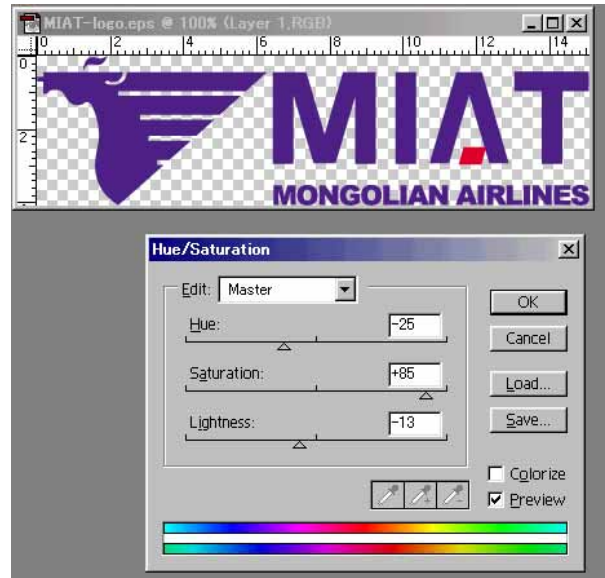 MIAT-logo.eps @ 100% (Layer 1,RGB)
0 2 4 6 8 10 12 14
0
2
MIAT
MONGOLIAN AIRLINES
Hue/Saturation
Edit: Master
OK
Hue: -25
Cancel
Saturation: +85
Load...
Lightness: -13
Save...
Colorize
Preview